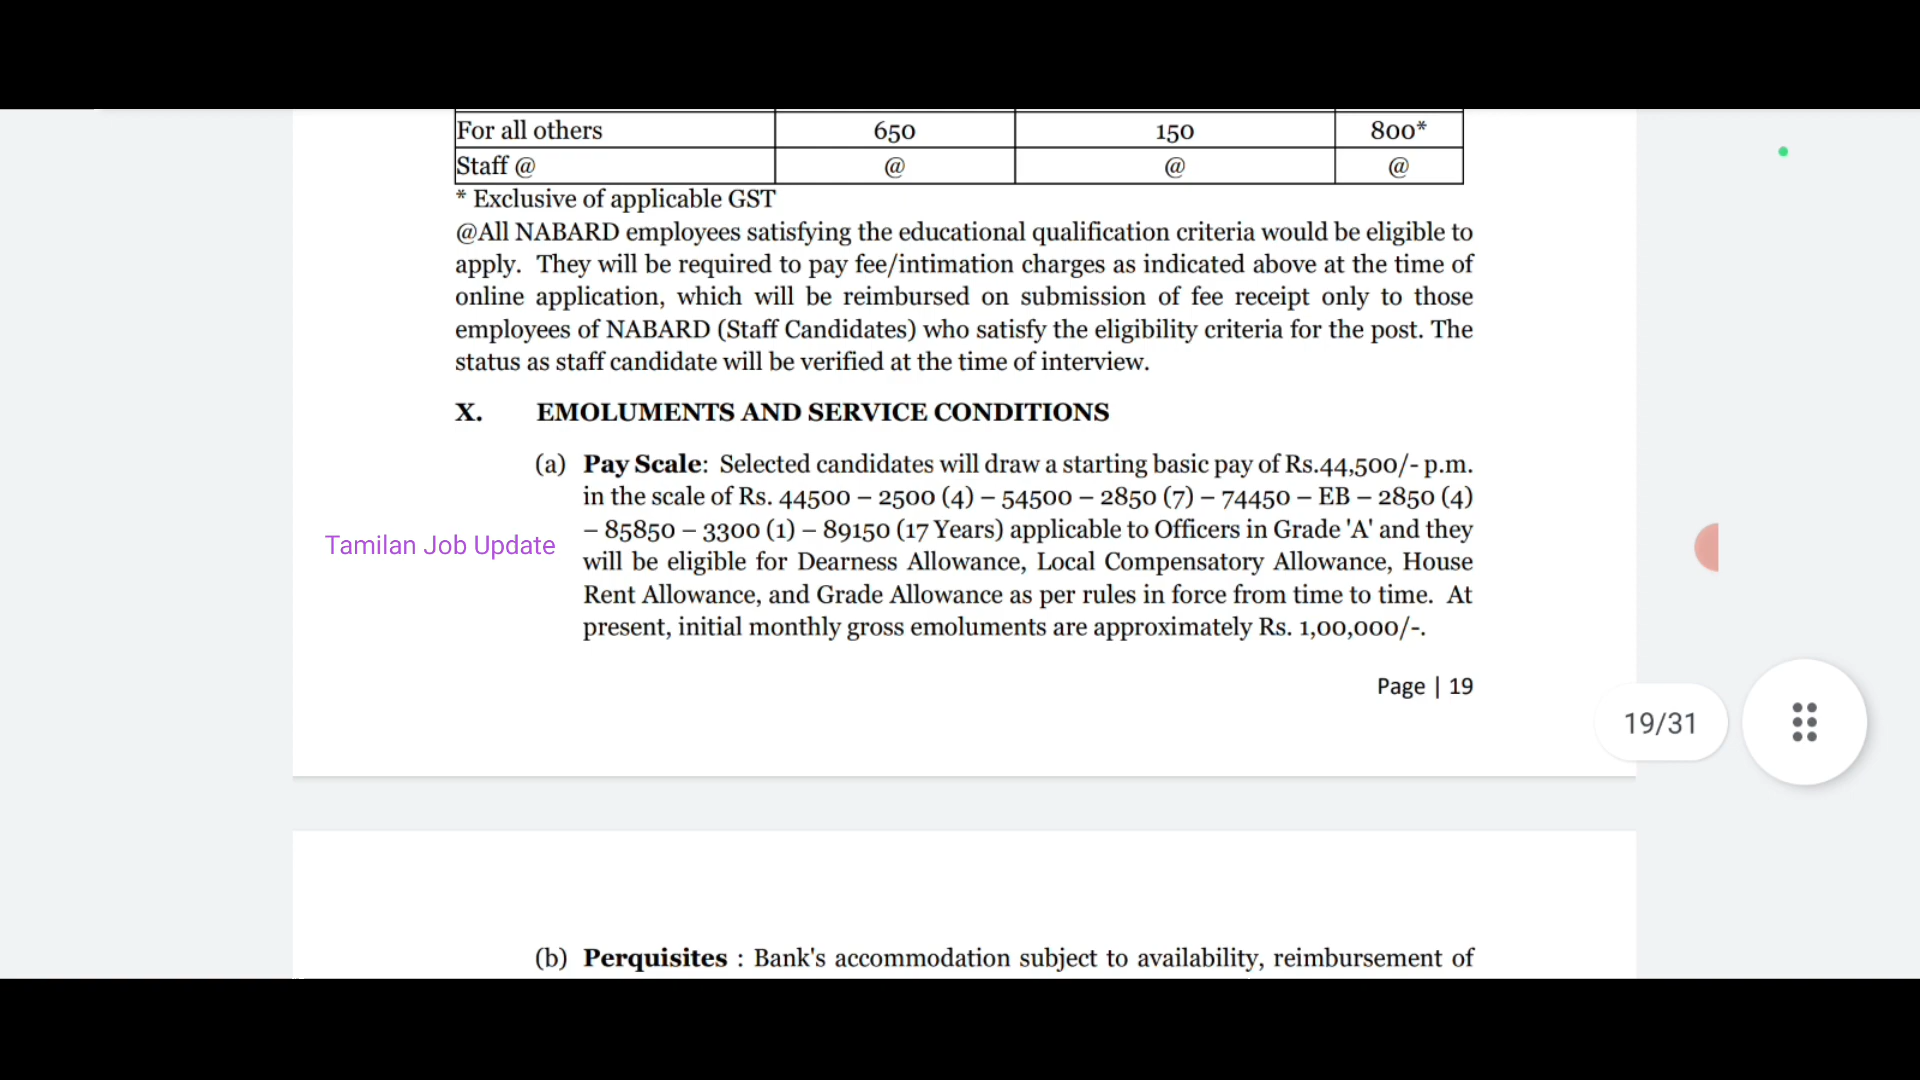 For all others 650 150 800*
Staff @ @ @ @
* Exclusive of applicable GST
@All NABARD employees satisfying the educational qualification criteria would be eligible to
apply. They will be required to pay fee/intimation charges as indicated above at the time of
online application, which will be reimbursed on submission of fee receipt only to those
employees of NABARD (Staff Candidates) who satisfy the eligibility criteria for the post. The
status as staff candidate will be verified at the time of interview.
X. EMOLUMENTS AND SERVICE CONDITIONS
(a) Pay Scale: Selected candidates will draw a starting basic pay of Rs.44,500/- p.m.
in the scale of Rs. 44500 – 2500 (4) – 54500 – 2850 (7) – 74450 – EB – 2850 (4)
– 85850 – 3300 (1) – 89150 (17 Years) applicable to Officers in Grade 'A' and they
Tamilan Job Update
will be eligible for Dearness Allowance, Local Compensatory Allowance, House
Rent Allowance, and Grade Allowance as per rules in force from time to time. At
present, initial monthly gross emoluments are approximately Rs. 1,00,000/-.
Page | 19
19/31
(b) Perquisites : Bank's accommodation subject to availability, reimbursement of